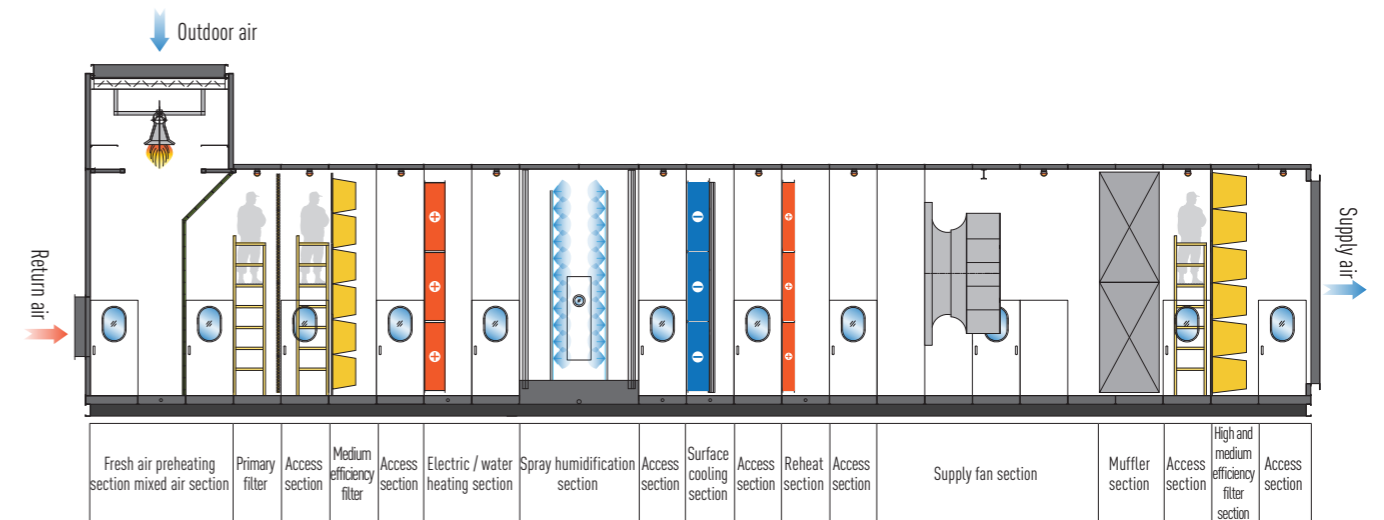 Outdoor air
Return air
Supply air
Fresh air preheating
section mixed air section
Primary
filter
Access
section
Medium
efficiency
filter
Access
section
Electric / water
heating section
Spray humidification
section
Access
section
Surface
cooling
section
Access
section
Reheat
section
Access
section
Supply fan section
Muffler
section
Access
section
High and
medium
efficiency
filter
section
Access
section